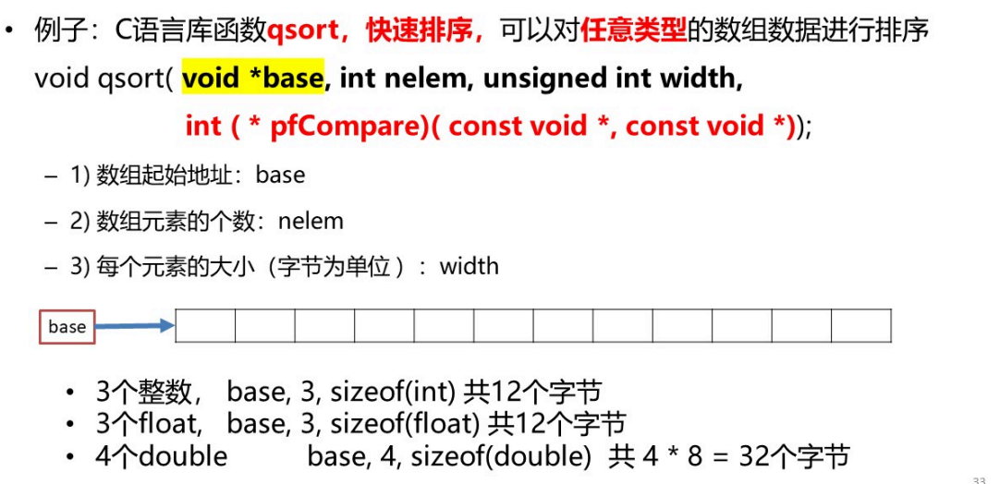 • 例子：C语言库函数qsort，快速排序，可以对任意类型的数组数据进行排序
void qsort( void *base, int nelem, unsigned int width,
int ( * pfCompare)( const void *, const void *));
– 1) 数组起始地址：base
– 2) 数组元素的个数：nelem
– 3) 每个元素的大小（字节为单位 ）：width
base
• 3个整数， base, 3, sizeof(int) 共12个字节
• 3个float, base, 3, sizeof(float) 共12个字节
• 4个double base, 4, sizeof(double) 共 4 * 8 = 32个字节
33